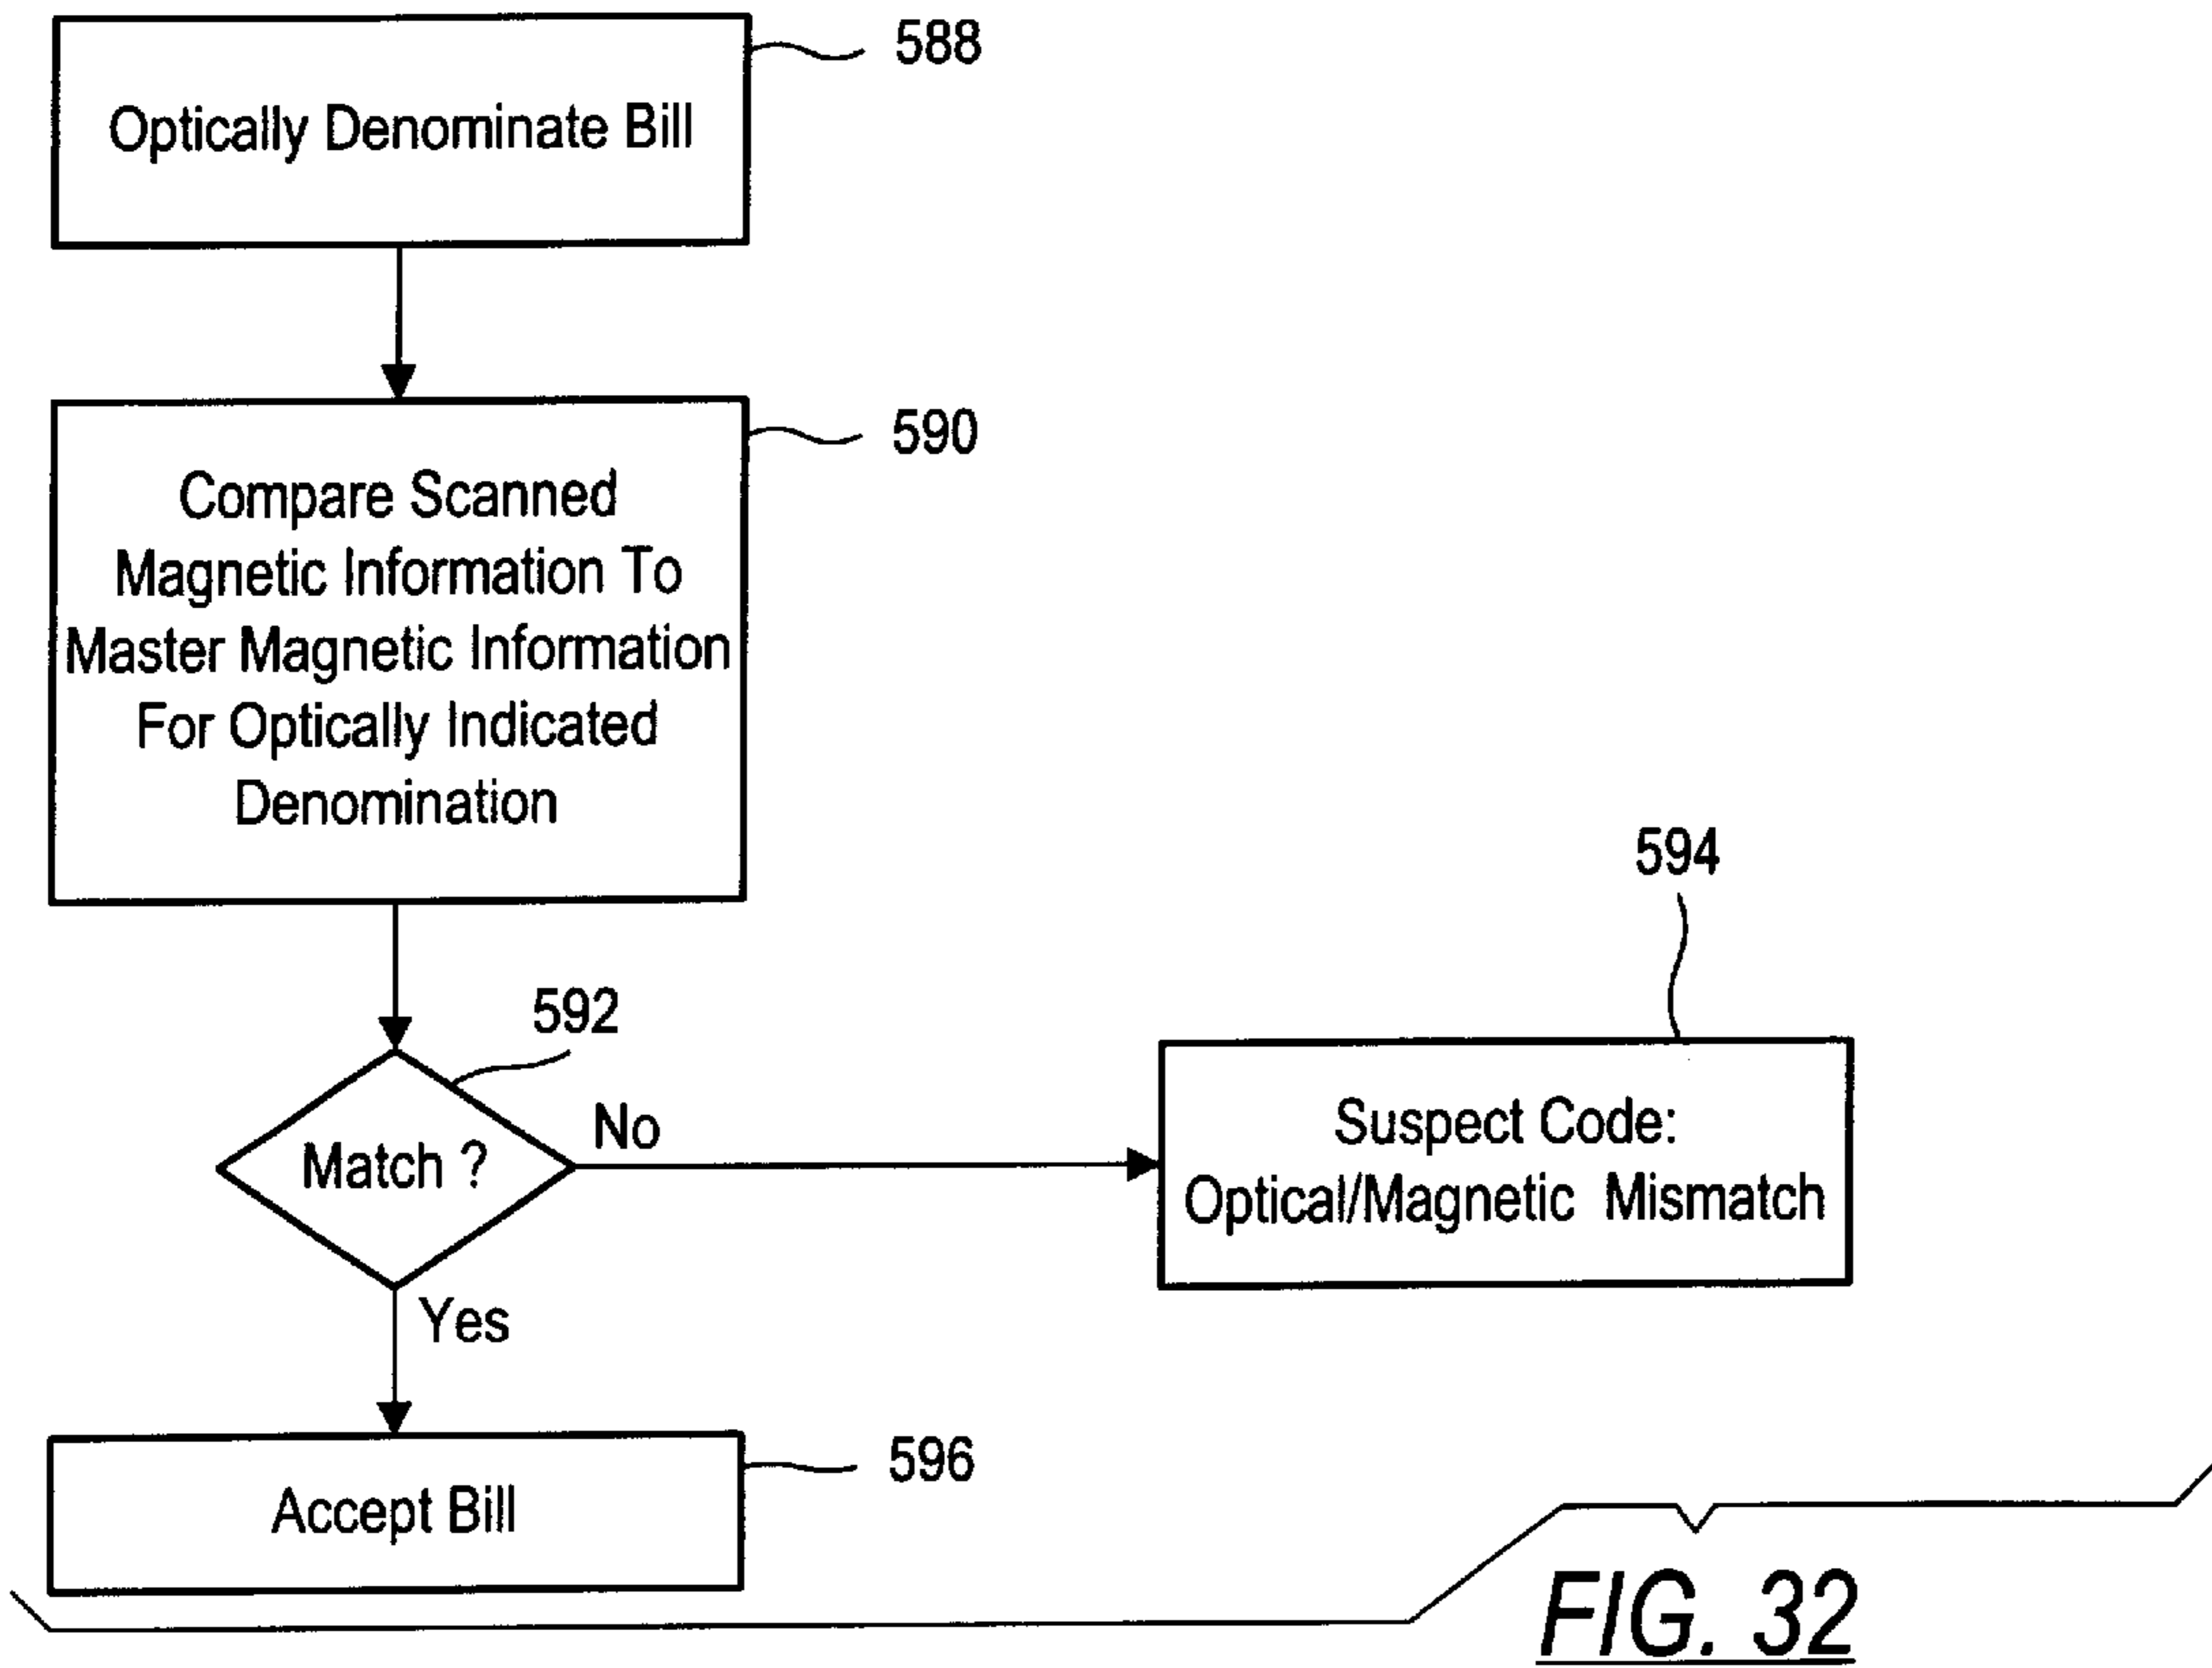 588
Optically Denominate Bill
590
Compare Scanned
Magnetic Information To
Master Magnetic Information
For Optically Indicated
Denomination
592
Match ?
No
594
Suspect Code:
Optical/Magnetic Mismatch
Yes
596
Accept Bill
FIG. 32